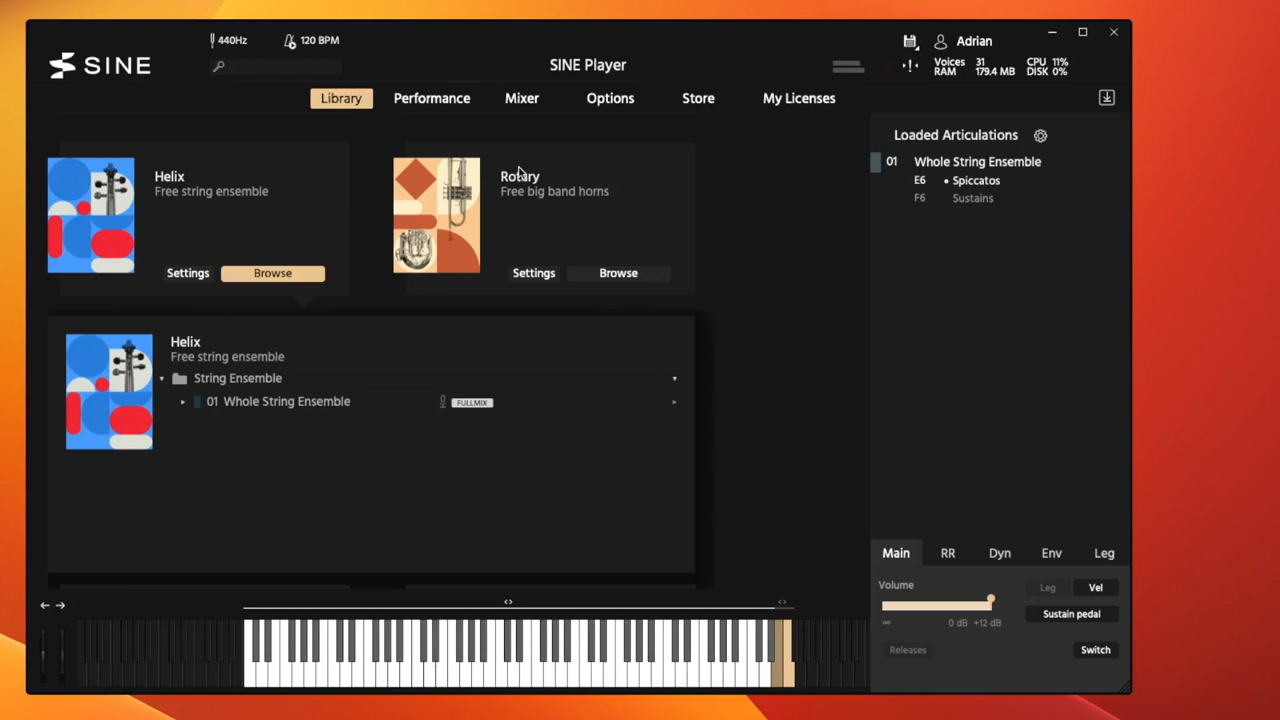 SINE
440Hz
120 BPM
SINE Player
Adrian
Voices 31 CPU 11%
RAM 179.4 MB DISK 0%
Library Performance Mixer Options Store My Licenses
Helix
Free string ensemble
Settings Browse
Rotary
Free big band horns
Settings Browse
Helix
Free string ensemble
String Ensemble
01 Whole String Ensemble FULLMIX
Loaded Articulations
01 Whole String Ensemble
E6 • Spiccatos
F6 Sustains
Main RR Dyn Env Leg
Volume
Leg Vel
Sustain pedal
∞ 0 dB +12 dB
Releases
Switch